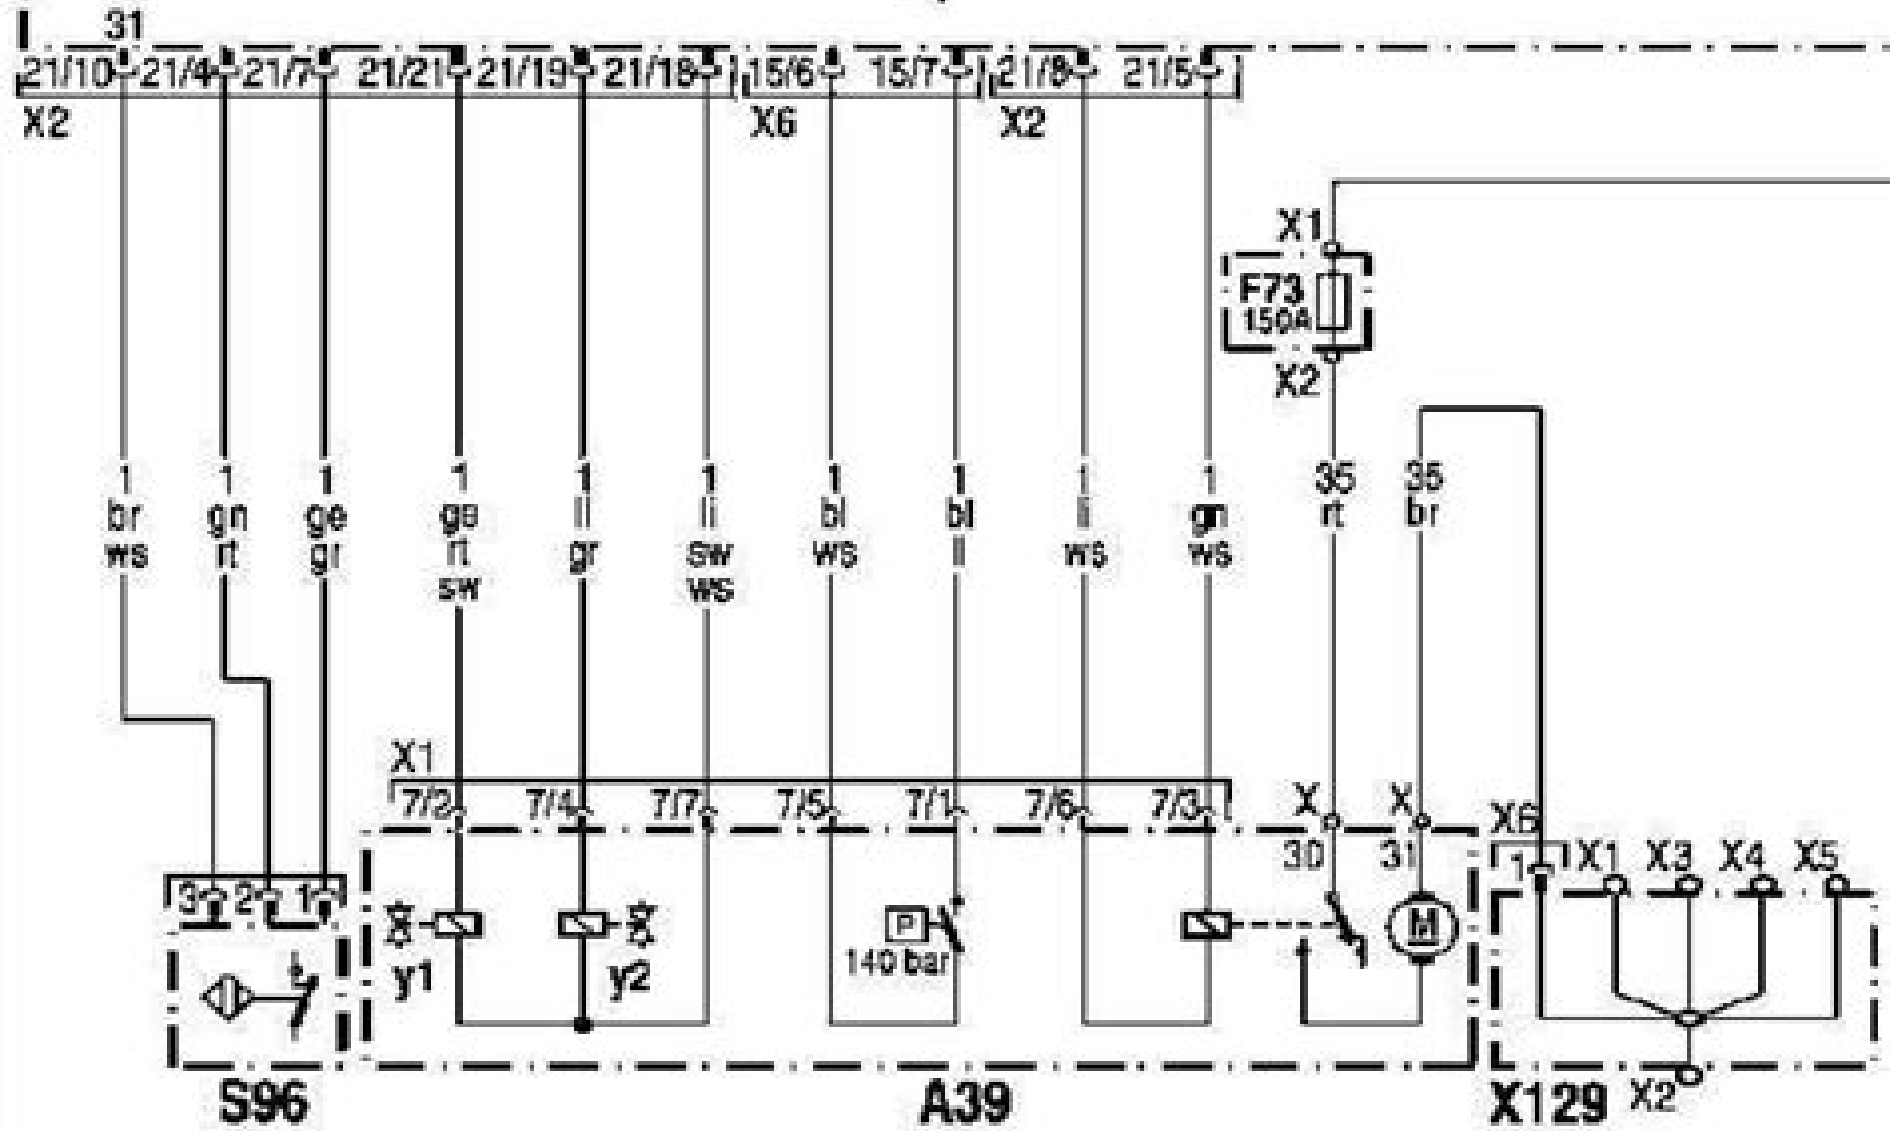 31
21/10 21/4 21/7 21/21 21/19 21/18 15/6 15/7 21/8 21/5
X2 X6 X2
X1
F73
150A
X2
1 1 1 1 1 1 1 1 1 1 35 35
br gn ge ge li li bl bl li gn rt br
ws rt gr rt gr sw ws li ws ws
sw ws
X1
7/2 7/4 7/7 7/5 7/1 7/6 7/3 X X X6
30 31 1 X1 X3 X4 X5
3 2 1
P M
140 bar
y1 y2
S96 A39 X129 X2